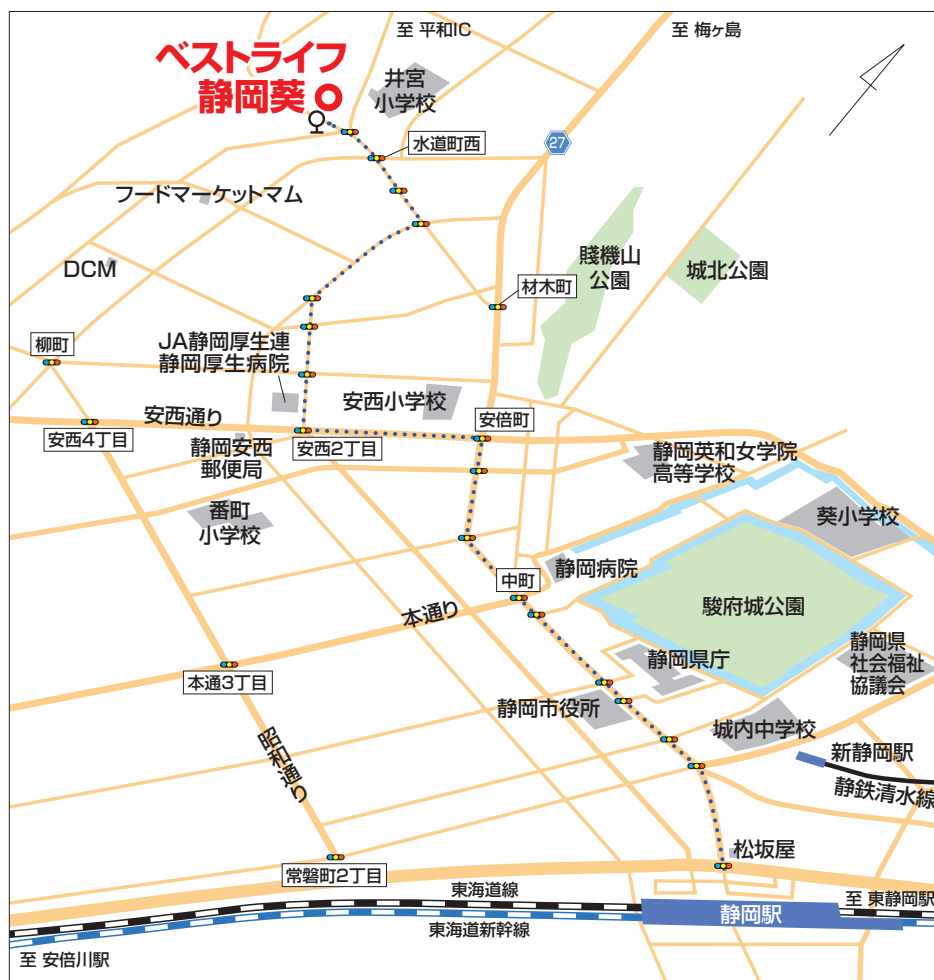 至 平和IC
至 梅ヶ島
ベストライフ
静岡葵
井宮
小学校
水道町西
27
フードマーケットマム
DCM
賤機山
公園
城北公園
材木町
柳町
JA静岡厚生連
静岡厚生病院
安西小学校
安西通り
安倍町
安西4丁目
静岡安西
郵便局
安西2丁目
静岡英和女学院
高等学校
番町
小学校
葵小学校
静岡病院
中町
駿府城公園
本通り
静岡県庁
静岡県
社会福祉
協議会
本通3丁目
静岡市役所
城内中学校
昭和通り
新静岡駅
静鉄清水線
松坂屋
常磐町2丁目
東海道線
至 東静岡駅
静岡駅
東海道新幹線
至 安倍川駅